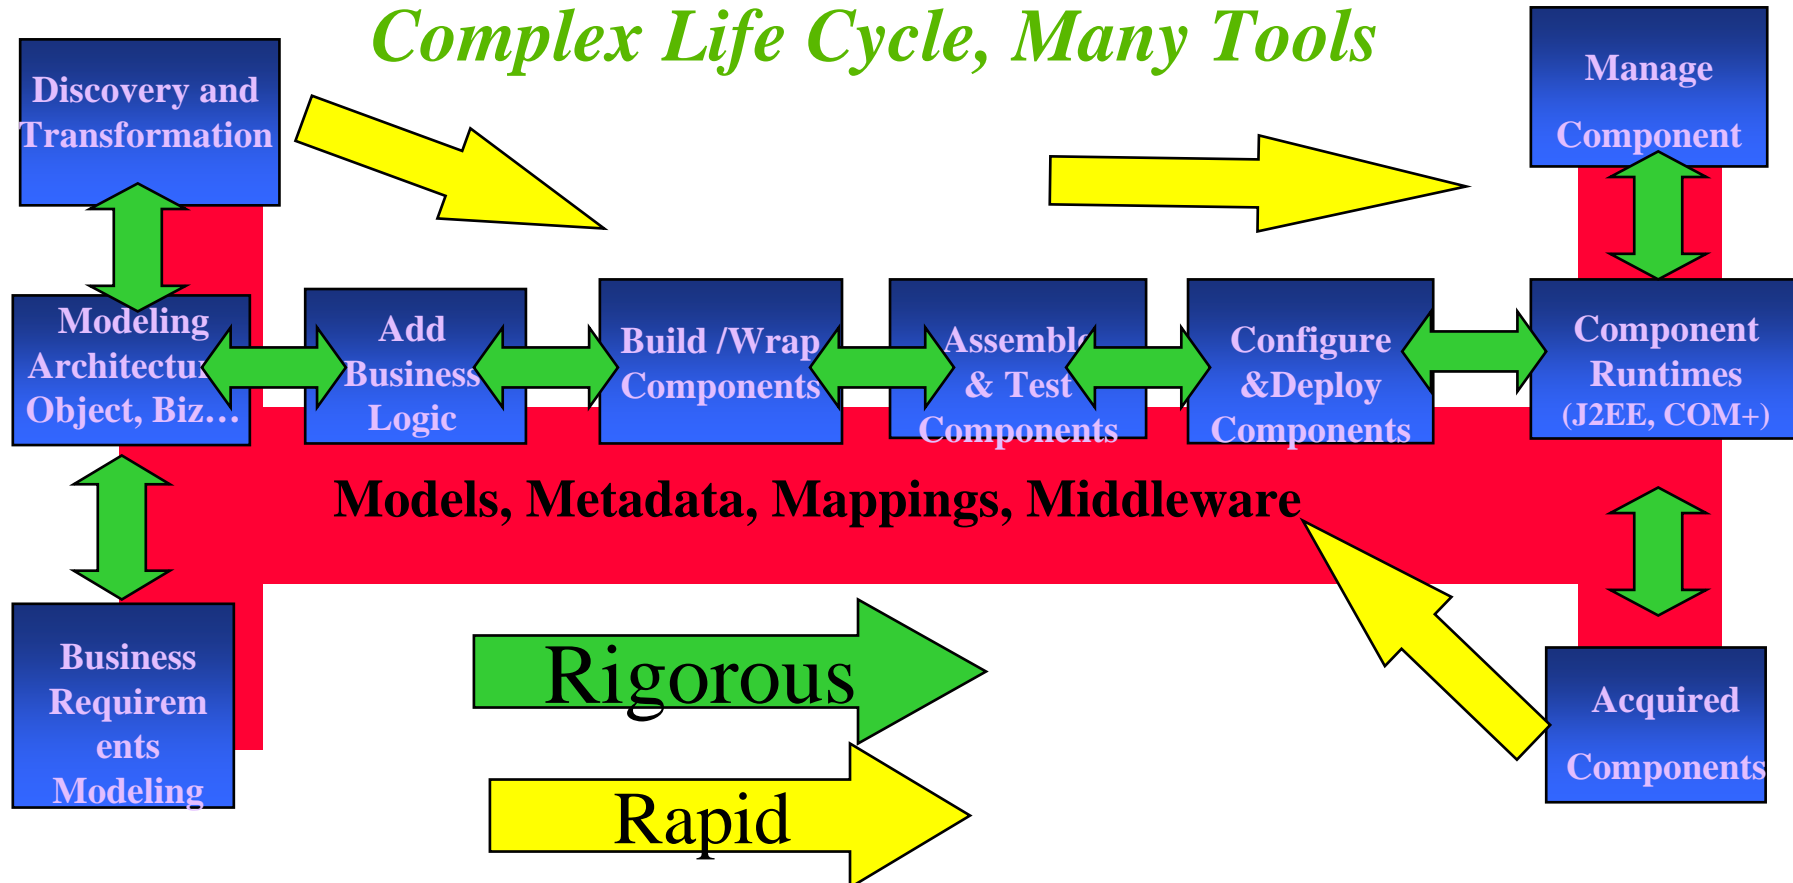 Complex Life Cycle, Many Tools
Discovery and
Transformation
Manage
Component
Modeling
Architectur
Object, Biz…
Add
Business
Logic
Build /Wrap
Components
Assemble
& Test
Components
Configure
&Deploy
Components
Component
Runtimes
(J2EE, COM+)
Models, Metadata, Mappings, Middleware
Business
Requirem
ents
Modeling
Rigorous
Rapid
Acquired
Components